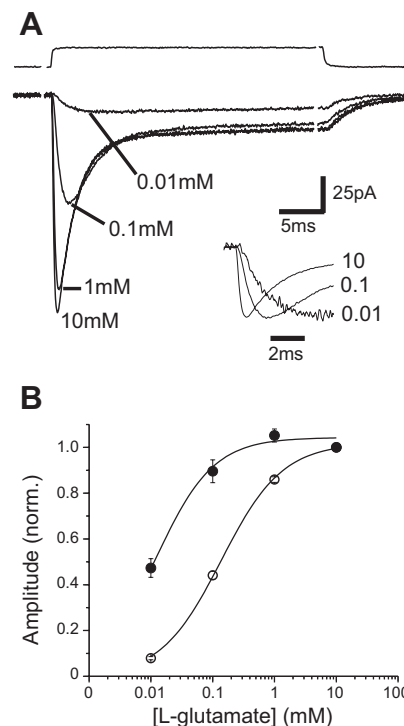 A
0.01mM
0.1mM
1mM
10mM
25pA
5ms
10
0.1
0.01
2ms
B
Amplitude (norm.)
1.0
0.8
0.6
0.4
0.2
0
0 0.01 0.1 1 10 100
[L-glutamate] (mM)